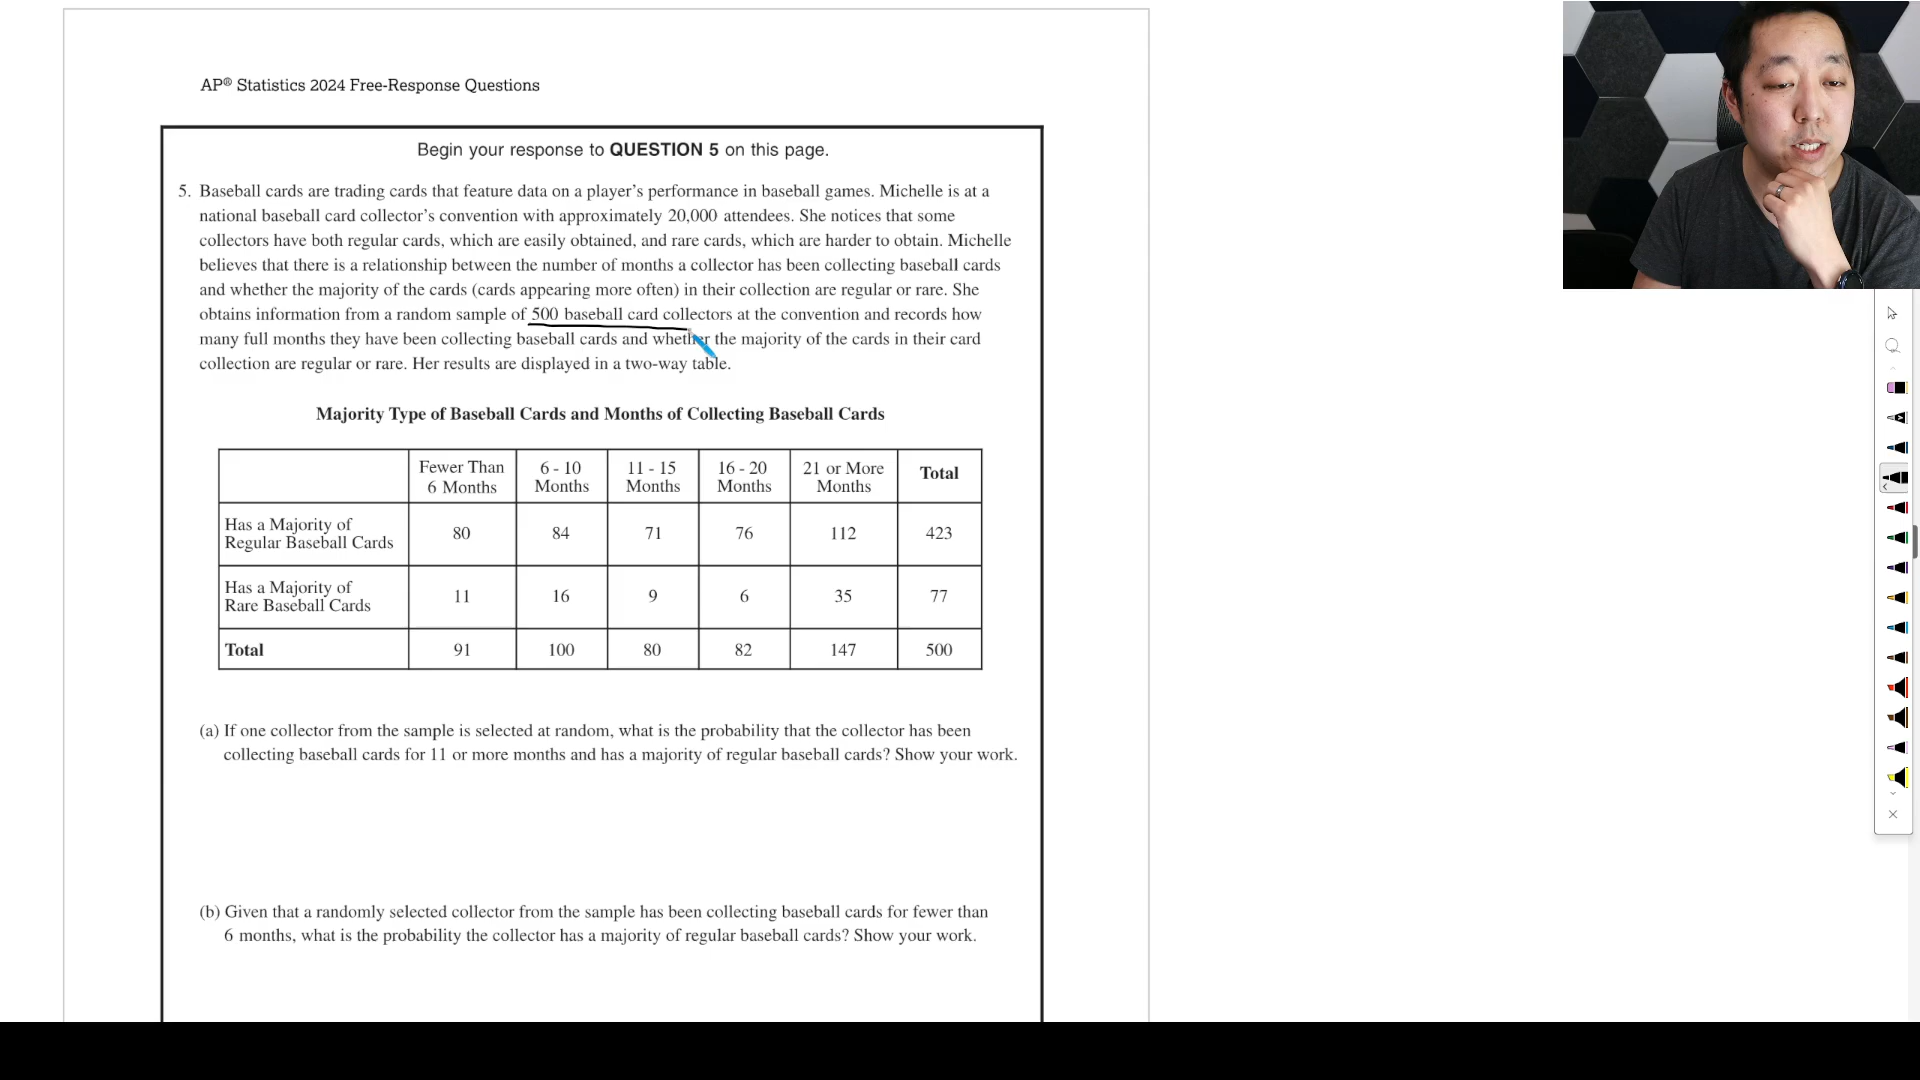 AP® Statistics 2024 Free-Response Questions
Begin your response to QUESTION 5 on this page.
5. Baseball cards are trading cards that feature data on a player's performance in baseball games. Michelle is at a
national baseball card collector's convention with approximately 20,000 attendees. She notices that some
collectors have both regular cards, which are easily obtained, and rare cards, which are harder to obtain. Michelle
believes that there is a relationship between the number of months a collector has been collecting baseball cards
and whether the majority of the cards (cards appearing more often) in their collection are regular or rare. She
obtains information from a random sample of 500 baseball card collectors at the convention and records how
many full months they have been collecting baseball cards and whether the majority of the cards in their card
collection are regular or rare. Her results are displayed in a two-way table.
Majority Type of Baseball Cards and Months of Collecting Baseball Cards
Fewer Than 6 Months 6 - 10 Months 11 - 15 Months 16 - 20 Months 21 or More Months Total
Has a Majority of Regular Baseball Cards 80 84 71 76 112 423
Has a Majority of Rare Baseball Cards 11 16 9 6 35 77
Total 91 100 80 82 147 500
(a) If one collector from the sample is selected at random, what is the probability that the collector has been
collecting baseball cards for 11 or more months and has a majority of regular baseball cards? Show your work.
(b) Given that a randomly selected collector from the sample has been collecting baseball cards for fewer than
6 months, what is the probability the collector has a majority of regular baseball cards? Show your work.